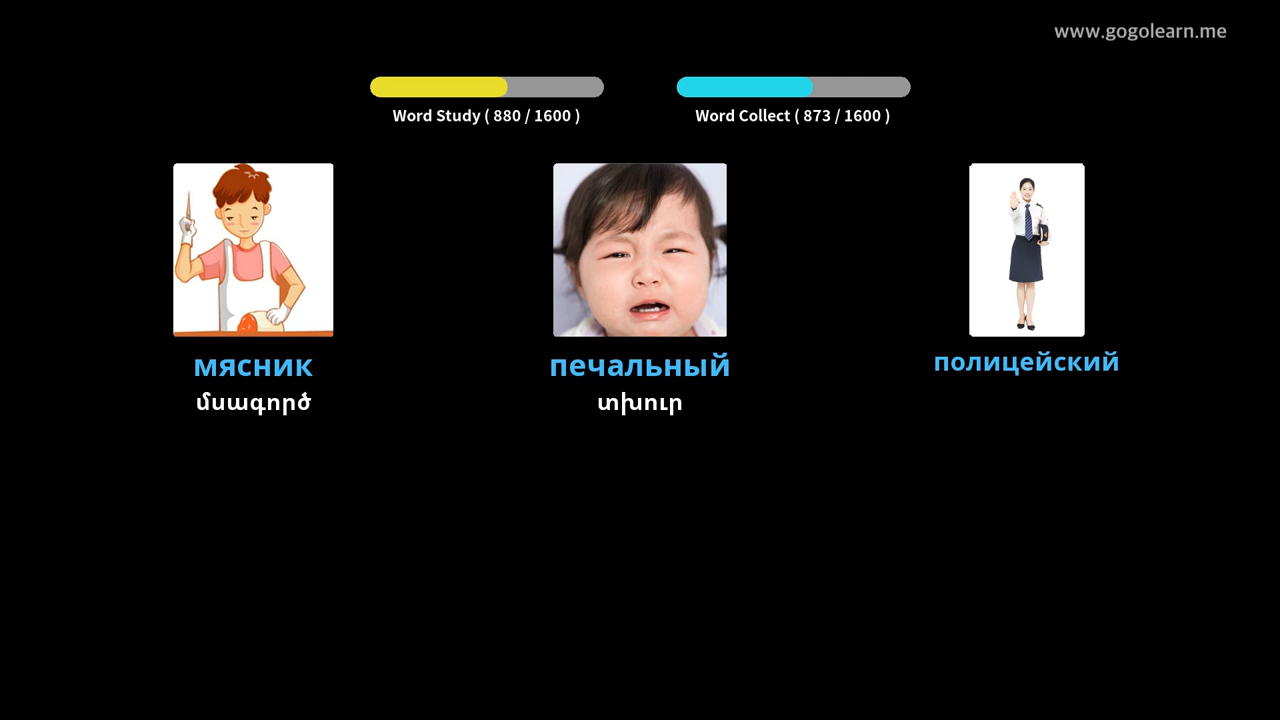 www.gogolearn.me
Word Study ( 880 / 1600 )
Word Collect ( 873 / 1600 )
мясник
печальный
полицейский
մսագործ
տխուր